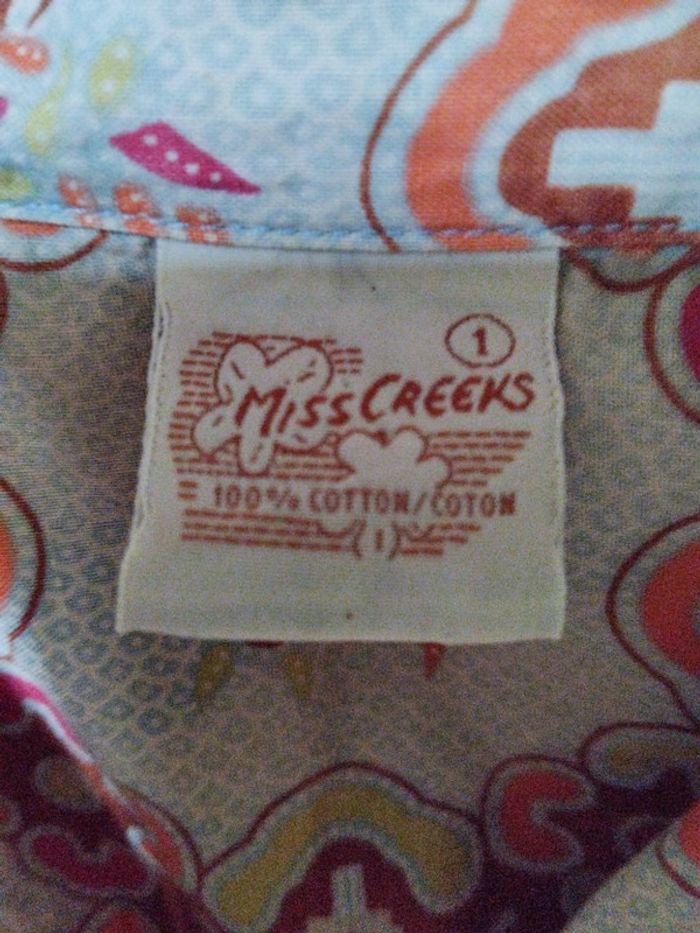 1
MISS CREEKS
100% COTTON/COTON
(1)